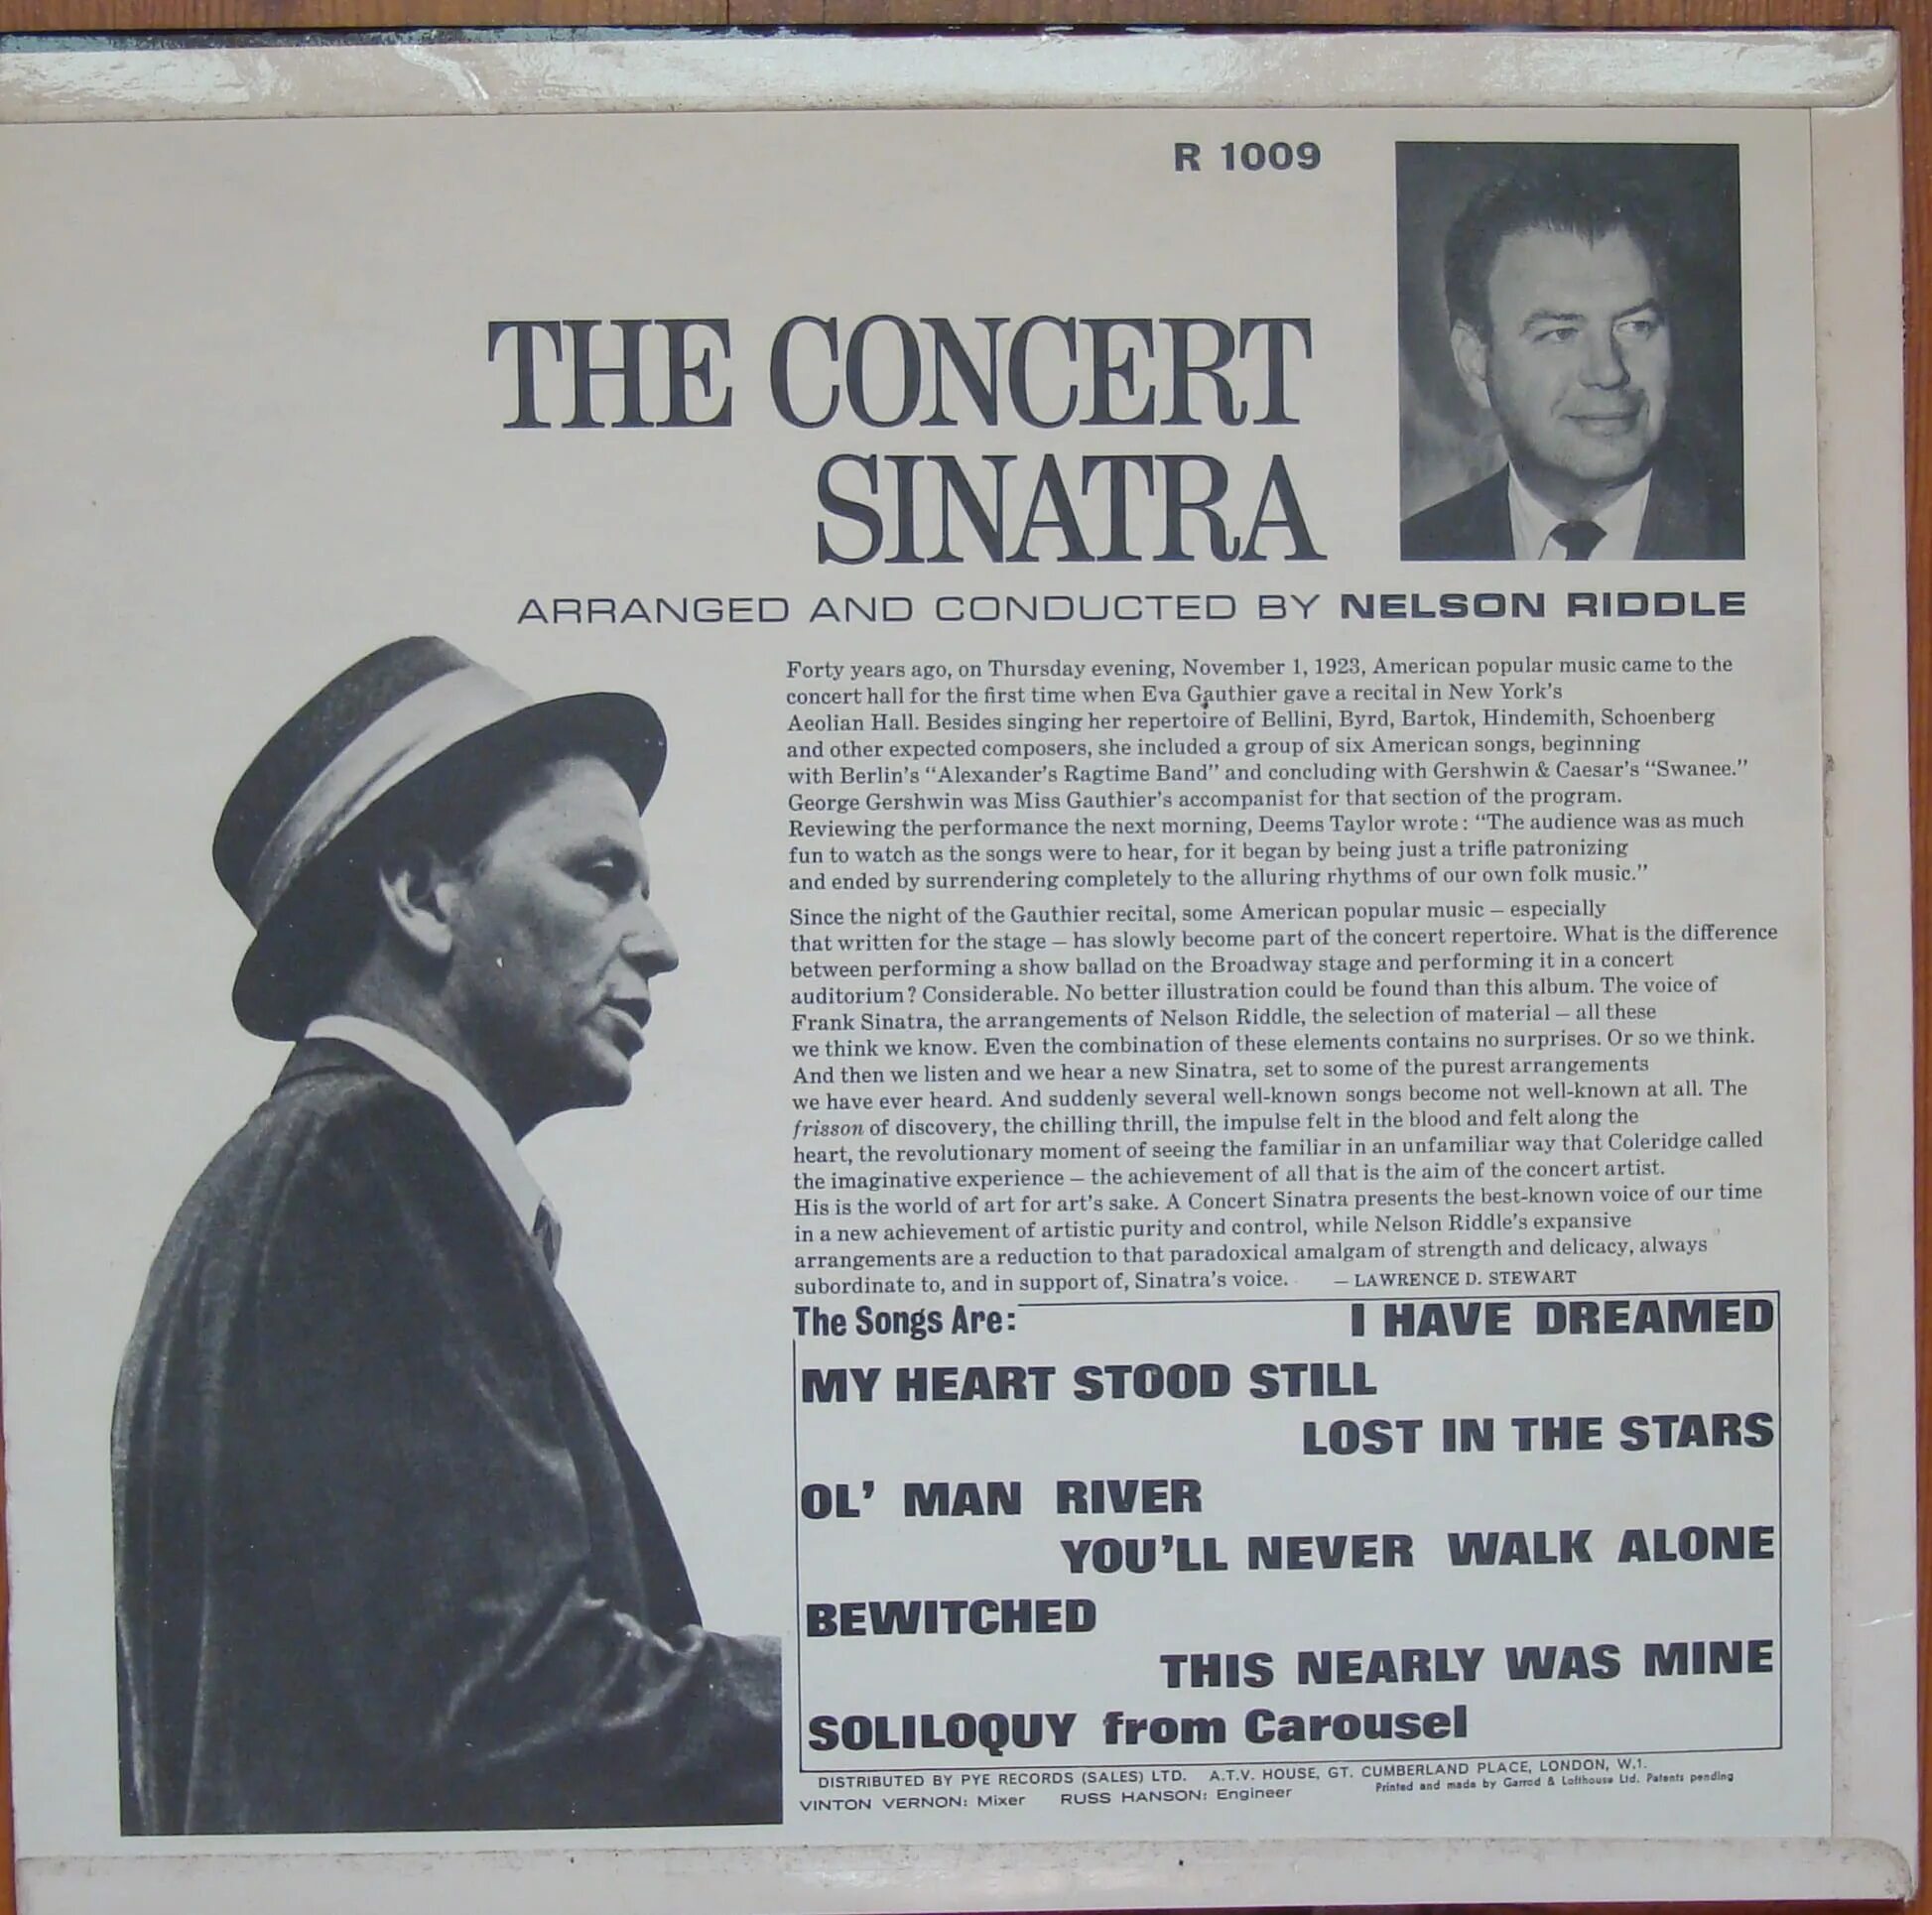 R 1009
THE CONCERT
SINATRA
ARRANGED AND CONDUCTED BY NELSON RIDDLE
Forty years ago, on Thursday evening, November 1, 1923, American popular music came to the
concert hall for the first time when Eva Gauthier gave a recital in New York's
Aeolian Hall. Besides singing her repertoire of Bellini, Byrd, Bartok, Hindemith, Schoenberg
and other expected composers, she included a group of six American songs, beginning
with Berlin's “Alexander's Ragtime Band” and concluding with Gershwin & Caesar's “Swanee.”
George Gershwin was Miss Gauthier's accompanist for that section of the program.
Reviewing the performance the next morning, Deems Taylor wrote: “The audience was as much
fun to watch as the songs were to hear, for it began by being just a trifle patronizing
and ended by surrendering completely to the alluring rhythms of our own folk music.”
Since the night of the Gauthier recital, some American popular music – especially
that written for the stage – has slowly become part of the concert repertoire. What is the difference
between performing a show ballad on the Broadway stage and performing it in a concert
auditorium? Considerable. No better illustration could be found than this album. The voice of
Frank Sinatra, the arrangements of Nelson Riddle, the selection of material – all these
we think we know. Even the combination of these elements contains no surprises. Or so we think.
And then we listen and we hear a new Sinatra, set to some of the purest arrangements
we have ever heard. And suddenly several well-known songs become not well-known at all. The
frisson of discovery, the chilling thrill, the impulse felt in the blood and felt along the
heart, the revolutionary moment of seeing the familiar in an unfamiliar way that Coleridge called
the imaginative experience – the achievement of all that is the aim of the concert artist.
His is the world of art for art's sake. A Concert Sinatra presents the best-known voice of our time
in a new achievement of artistic purity and control, while Nelson Riddle's expansive
arrangements are a reduction to that paradoxical amalgam of strength and delicacy, always
subordinate to, and in support of, Sinatra's voice. – LAWRENCE D. STEWART
The Songs Are: I HAVE DREAMED
MY HEART STOOD STILL
LOST IN THE STARS
OL' MAN RIVER
YOU'LL NEVER WALK ALONE
BEWITCHED
THIS NEARLY WAS MINE
SOLILOQUY from Carousel
DISTRIBUTED BY PYE RECORDS (SALES) LTD. A.T.V. HOUSE, GT. CUMBERLAND PLACE, LONDON, W.1.
VINTON VERNON: Mixer RUSS HANSON: Engineer Printed and made by Garrod & Lofthouse Ltd. Patents pending